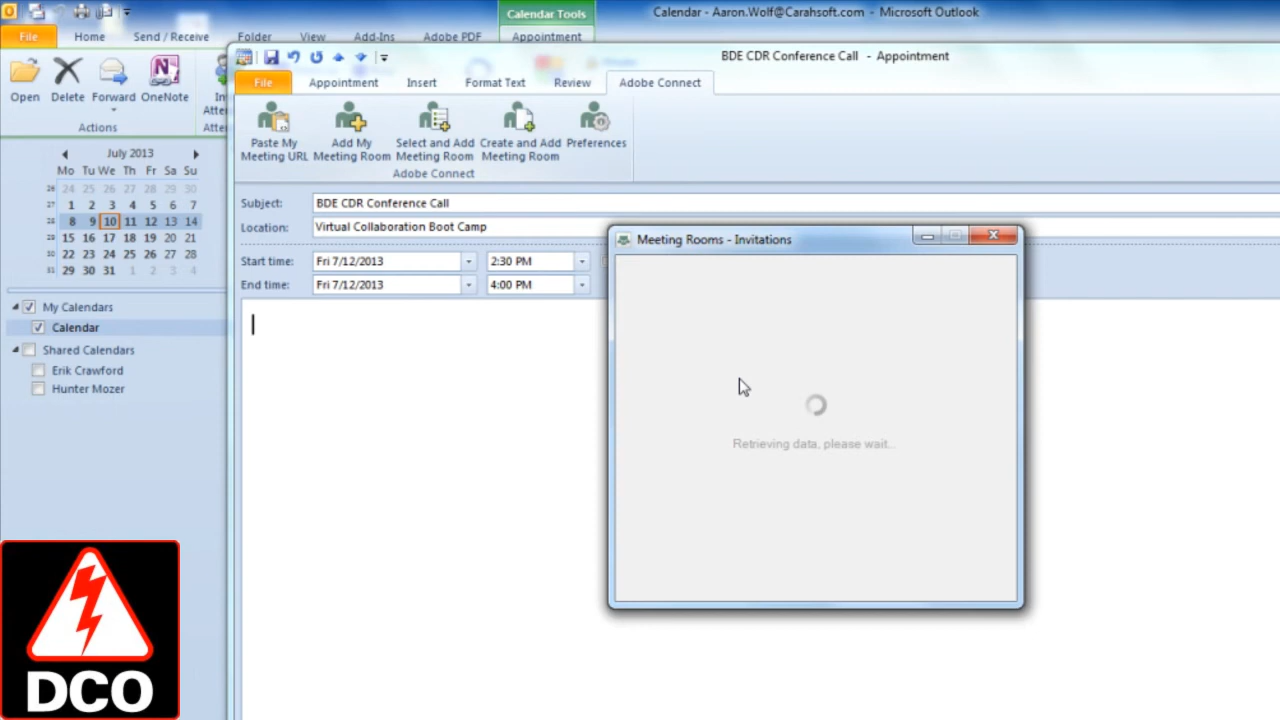 Calendar Tools
Calendar - Aaron.Wolf@Carahsoft.com - Microsoft Outlook
File Home Send / Receive Folder View Add-Ins Adobe PDF Appointment
Open Delete Forward OneNote
Actions
BDE CDR Conference Call - Appointment
File Appointment Insert Format Text Review Adobe Connect
Paste My Meeting URL
Add My Meeting Room
Select and Add Meeting Room
Create and Add Meeting Room
Preferences
Adobe Connect
July 2013
Mo Tu We Th Fr Sa Su
26 24 25 26 27 28 29 30
27 1 2 3 4 5 6 7
28 8 9 10 11 12 13 14
29 15 16 17 18 19 20 21
30 22 23 24 25 26 27 28
31 29 30 31 1 2 3 4
My Calendars
Calendar
Shared Calendars
Erik Crawford
Hunter Mozer
Subject: BDE CDR Conference Call
Location: Virtual Collaboration Boot Camp
Start time: Fri 7/12/2013 2:30 PM
End time: Fri 7/12/2013 4:00 PM
Meeting Rooms - Invitations
Retrieving data, please wait...
DCO